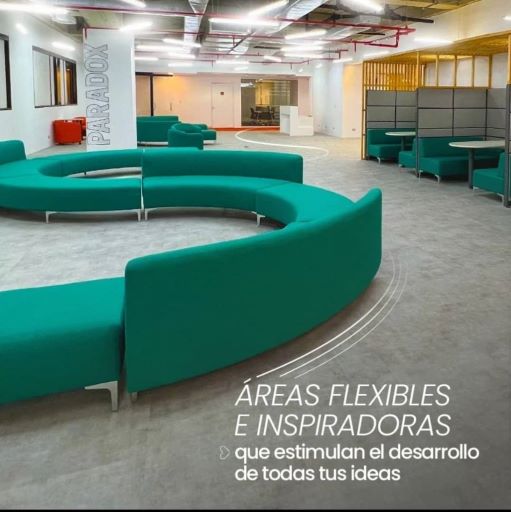 PARADOX
ÁREAS FLEXIBLES
E INSPIRADORAS
que estimulan el desarrollo
de todas tus ideas